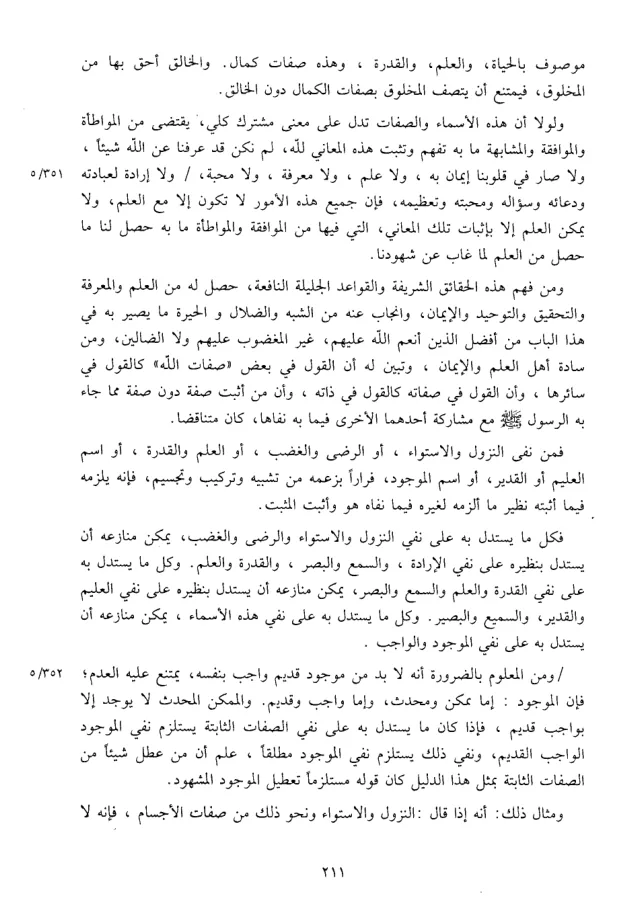 موصوف بالحياة، والعلم، والقدرة ، وهذه صفات كمال. والخالق أحق بها من
المخلوق، فيمتنع أن يتصف المخلوق بصفات الكمال دون الخالق.
ولولا أن هذه الأسماء والصفات تدل على معنى مشترك كلي، يقتضى من المواطأة
والموافقة والمشابهة ما به تفهم وتثبت هذه المعاني لله، لم نكن قد عرفنا عن الله شيئاً ،
ولا صار في قلوبنا إيمان به ، ولا علم ، ولا معرفة ، ولا محبة، / ولا إرادة لعبادته ٥/٣٥١
ودعائه وسؤاله ومحبته وتعظيمه، فإن جميع هذه الأمور لا تكون إلا مع العلم، ولا
يمكن العلم إلا بإثبات تلك المعاني، التي فيها من الموافقة والمواطأة ما به حصل لنا ما
حصل من العلم لما غاب عن شهودنا.
ومن فهم هذه الحقائق الشريفة والقواعد الجليلة النافعة، حصل له من العلم والمعرفة
والتحقيق والتوحيد والإيمان، وانجاب عنه من الشبه والضلال و الحيرة ما يصير به في
هذا الباب من أفضل الذين أنعم الله عليهم، غير المغضوب عليهم ولا الضالين، ومن
سادة أهل العلم والإيمان ، وتبين له أن القول في بعض «صفات الله» كالقول في
سائرها ، وأن القول في صفاته كالقول في ذاته ، وأن من أثبت صفة دون صفة مما جاء
به الرسول ﷺ مع مشاركة أحدهما الأخرى فيما به نفاها، كان متناقضا.
فمن نفى النزول والاستواء ، أو الرضى والغضب ، أو العلم والقدرة ، أو اسم
العليم أو القدير، أو اسم الموجود، فراراً بزعمه من تشبيه وتركيب وتجسيم، فإنه يلزمه
فيما أثبته نظير ما ألزمه لغيره فيما نفاه هو وأثبت المثبت.
فكل ما يستدل به على نفي النزول والاستواء والرضى والغضب، يمكن منازعه أن
يستدل بنظيره على نفي الإرادة ، والسمع والبصر ، والقدرة والعلم. وكل ما يستدل به
على نفي القدرة والعلم والسمع والبصر، يمكن منازعه أن يستدل بنظيره على نفي العليم
والقدير، والسميع والبصير. وكل ما يستدل به على نفي هذه الأسماء ، يمكن منازعه أن
يستدل به على نفي الموجود والواجب .
/ ومن المعلوم بالضرورة أنه لا بد من موجود قديم واجب بنفسه، يمتنع عليه العدم؛ ٥/٣٥٢
فإن الموجود : إما ممكن ومحدث، وإما واجب وقديم. والممكن المحدث لا يوجد إلا
بواجب قديم ، فإذا كان ما يستدل به على نفي الصفات الثابتة يستلزم نفي الموجود
الواجب القديم، ونفي ذلك يستلزم نفي الموجود مطلقاً ، علم أن من عطل شيئاً من
الصفات الثابتة بمثل هذا الدليل كان قوله مستلزماً تعطيل الموجود المشهود.
ومثال ذلك: أنه إذا قال :النزول والاستواء ونحو ذلك من صفات الأجسام ، فإنه لا
٢١١